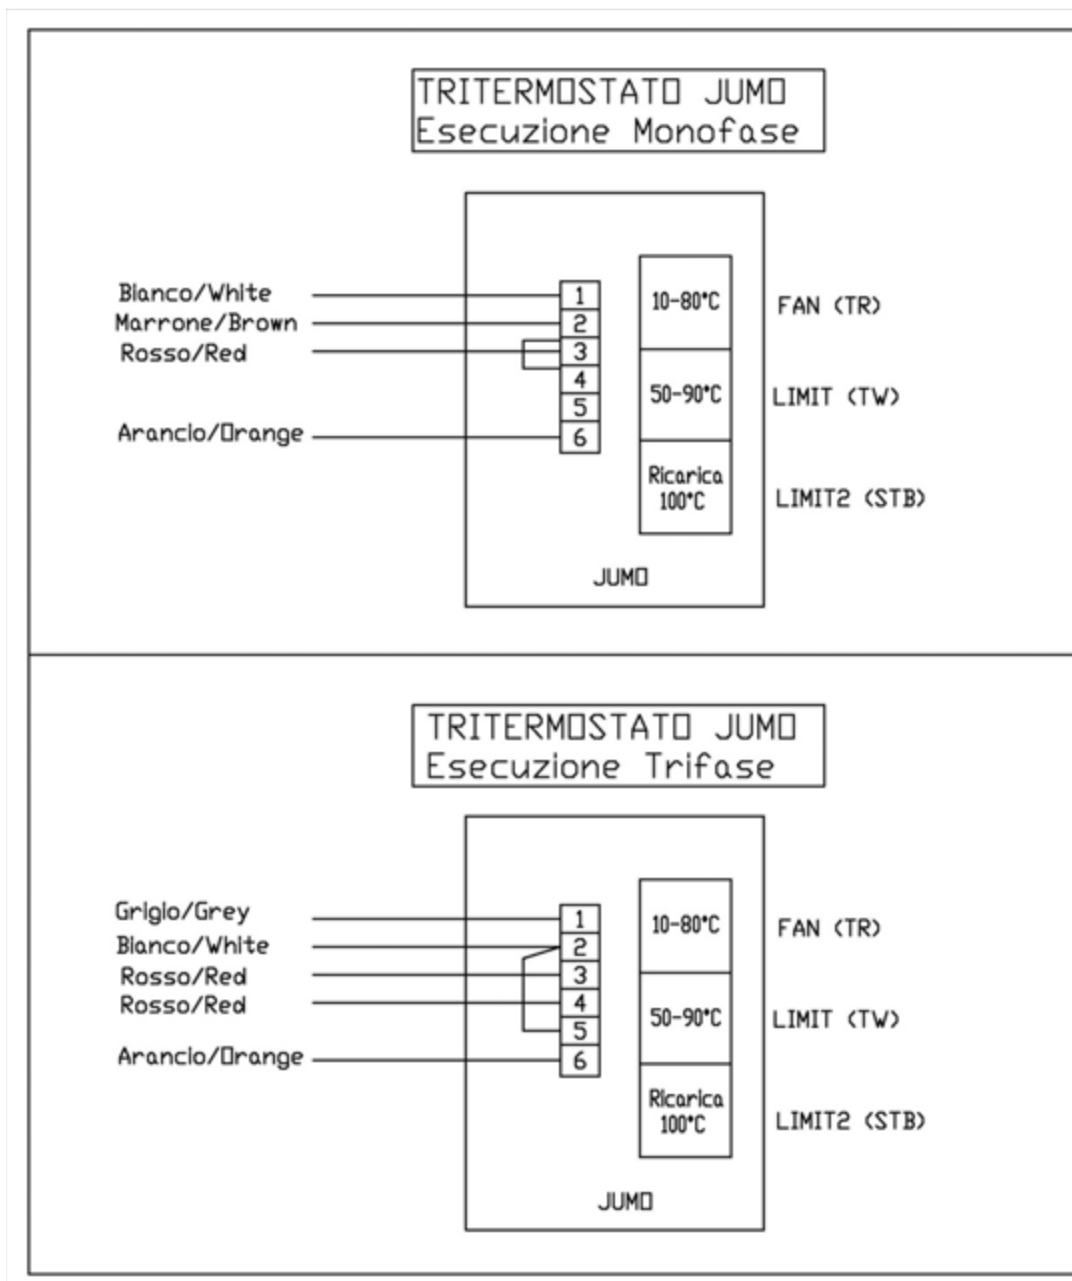 TRITERMOSTATO JUMO
Esecuzione Monofase
Bianco/White
Marrone/Brown
Rosso/Red
Arancio/Orange
1
2
3
4
5
6
10-80°C
50-90°C
Ricarica
100°C
FAN (TR)
LIMIT (TW)
LIMIT2 (STB)
JUMO
TRITERMOSTATO JUMO
Esecuzione Trifase
Grigio/Grey
Bianco/White
Rosso/Red
Rosso/Red
Arancio/Orange
1
2
3
4
5
6
10-80°C
50-90°C
Ricarica
100°C
FAN (TR)
LIMIT (TW)
LIMIT2 (STB)
JUMO